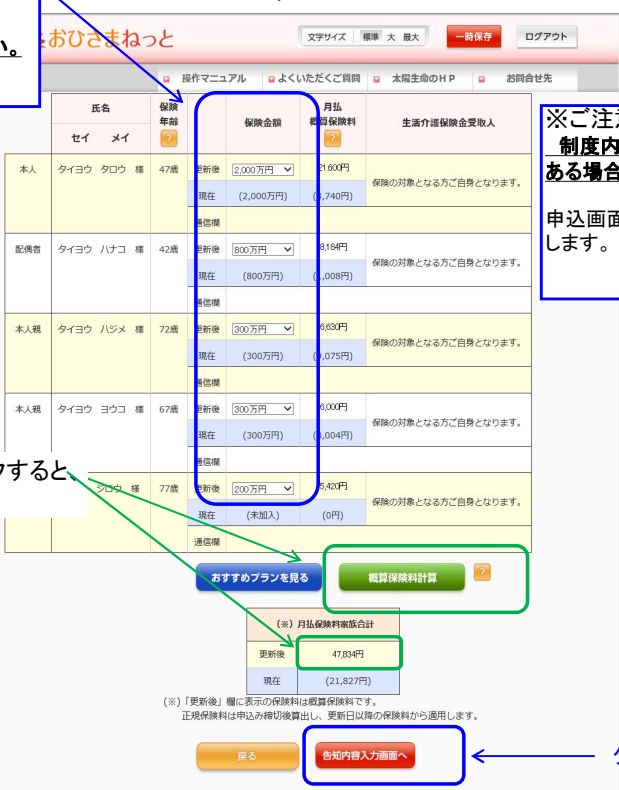 い。
おひさまねっと
文字サイズ 標準 大 最大
一時保存
ログアウト
操作マニュアル よくいただくご質問 太陽生命のHP お問合せ先
氏名
セイ メイ
保険年齢
?
保険金額
月払概算保険料
?
生活介護保険金受取人
本人 タイヨウ タロウ 様 47歳 更新後 2,000万円 21,600円
保険の対象となる方ご自身となります。
現在 (2,000万円) ,740円)
通信欄
配偶者 タイヨウ ハナコ 様 42歳 更新後 800万円 8,184円
保険の対象となる方ご自身となります。
現在 (800万円) ,008円)
通信欄
本人親 タイヨウ ハジメ 様 72歳 更新後 300万円 6,630円
保険の対象となる方ご自身となります。
現在 (300万円) ,075円)
通信欄
本人親 タイヨウ ヨウコ 様 67歳 更新後 300万円 6,000円
保険の対象となる方ご自身となります。
現在 (300万円) ,004円)
通信欄
シロウ 様 77歳 更新後 200万円 5,420円
保険の対象となる方ご自身となります。
現在 (未加入) (0円)
通信欄
クすると、
※ご注
制度内
ある場合
申込画面
します。
おすすめプランを見る
概算保険料計算
?
(※)月払保険料家族合計
更新後 47,834円
現在 (21,827円)
(※)「更新後」欄に表示の保険料は概算保険料です。
正規保険料は申込み締切後算出し、更新日以降の保険料から適用します。
戻る
告知内容入力画面へ